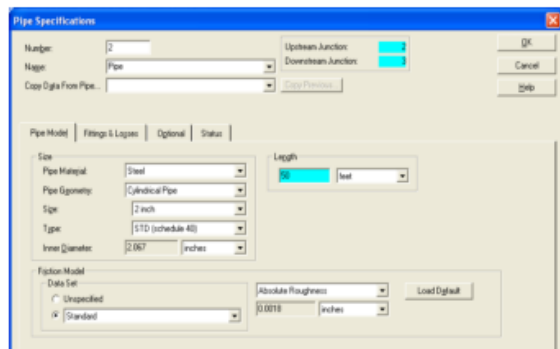 Pipe Specifications
Number: 2
Name: Pipe
Copy Data From Pipe...
Upstream Junction: 2
Downstream Junction: 3
Copy Previous
OK
Cancel
Help
Pipe Model Fittings & Losses Optional Status
Size
Pipe Material: Steel
Pipe Geometry: Cylindrical Pipe
Size: 2 inch
Type: STD (schedule 40)
Inner Diameter: 2.067 inches
Length
50 feet
Friction Model
Data Set
Unspecified
Standard
Absolute Roughness
0.0018 inches
Load Default